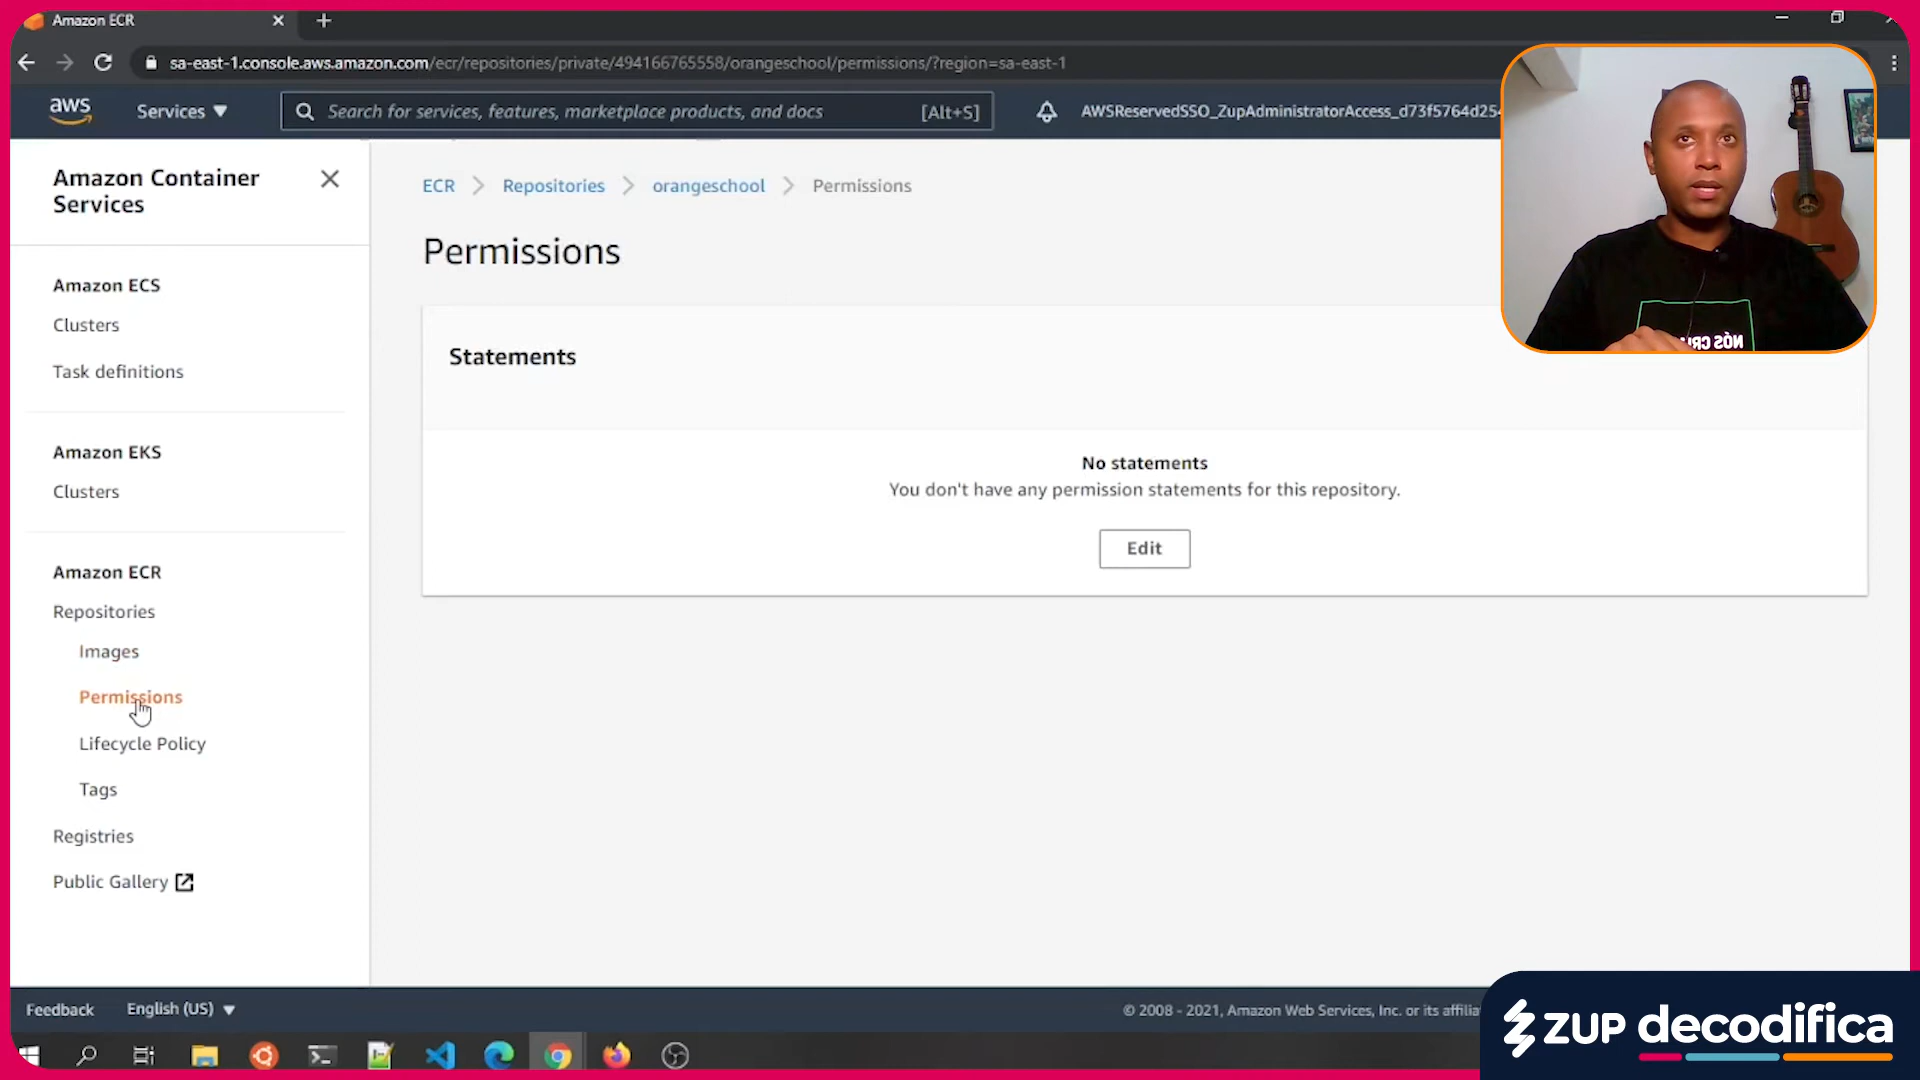 Amazon ECR
sa-east-1.console.aws.amazon.com/ecr/repositories/private/494166765558/orangeschool/permissions/?region=sa-east-1
aws
Services
Search for services, features, marketplace products, and docs
[Alt+S]
AWSReservedSSO_ZupAdministratorAccess_d73f5764d254
Amazon Container
Services
Amazon ECS
Clusters
Task definitions
Amazon EKS
Clusters
Amazon ECR
Repositories
Images
Permissions
Lifecycle Policy
Tags
Registries
Public Gallery
ECR
Repositories
orangeschool
Permissions
Permissions
Statements
No statements
You don't have any permission statements for this repository.
Edit
Feedback
English (US)
© 2008 - 2021, Amazon Web Services, Inc. or its affilia
ZUP decodifica